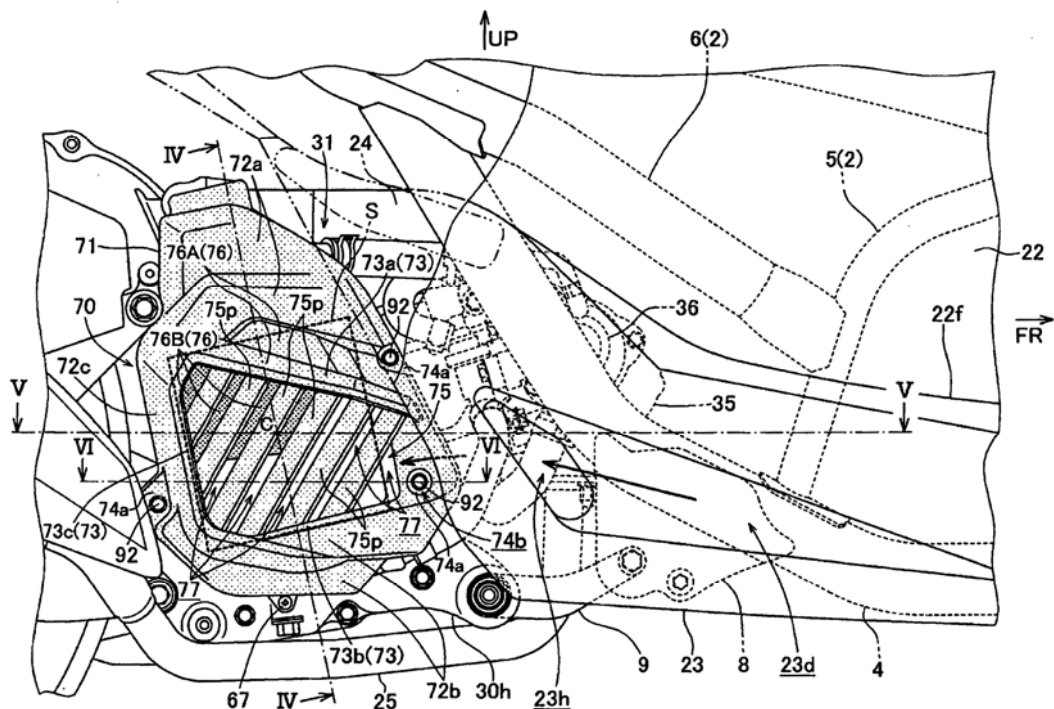 UP
6(2)
IV
72a
31
24
5(2)
S
71
76A(76)
73a(73)
22
70
75p
75p
92
36
22f
FR
76B(76)
74a
V
72c
75
V
C
35
VI
VI
74a
73c(73)
92
77
92
75p
74b
74a
77
67
73b(73)
IV
25
72b
30h
23h
9
23
8
23d
4